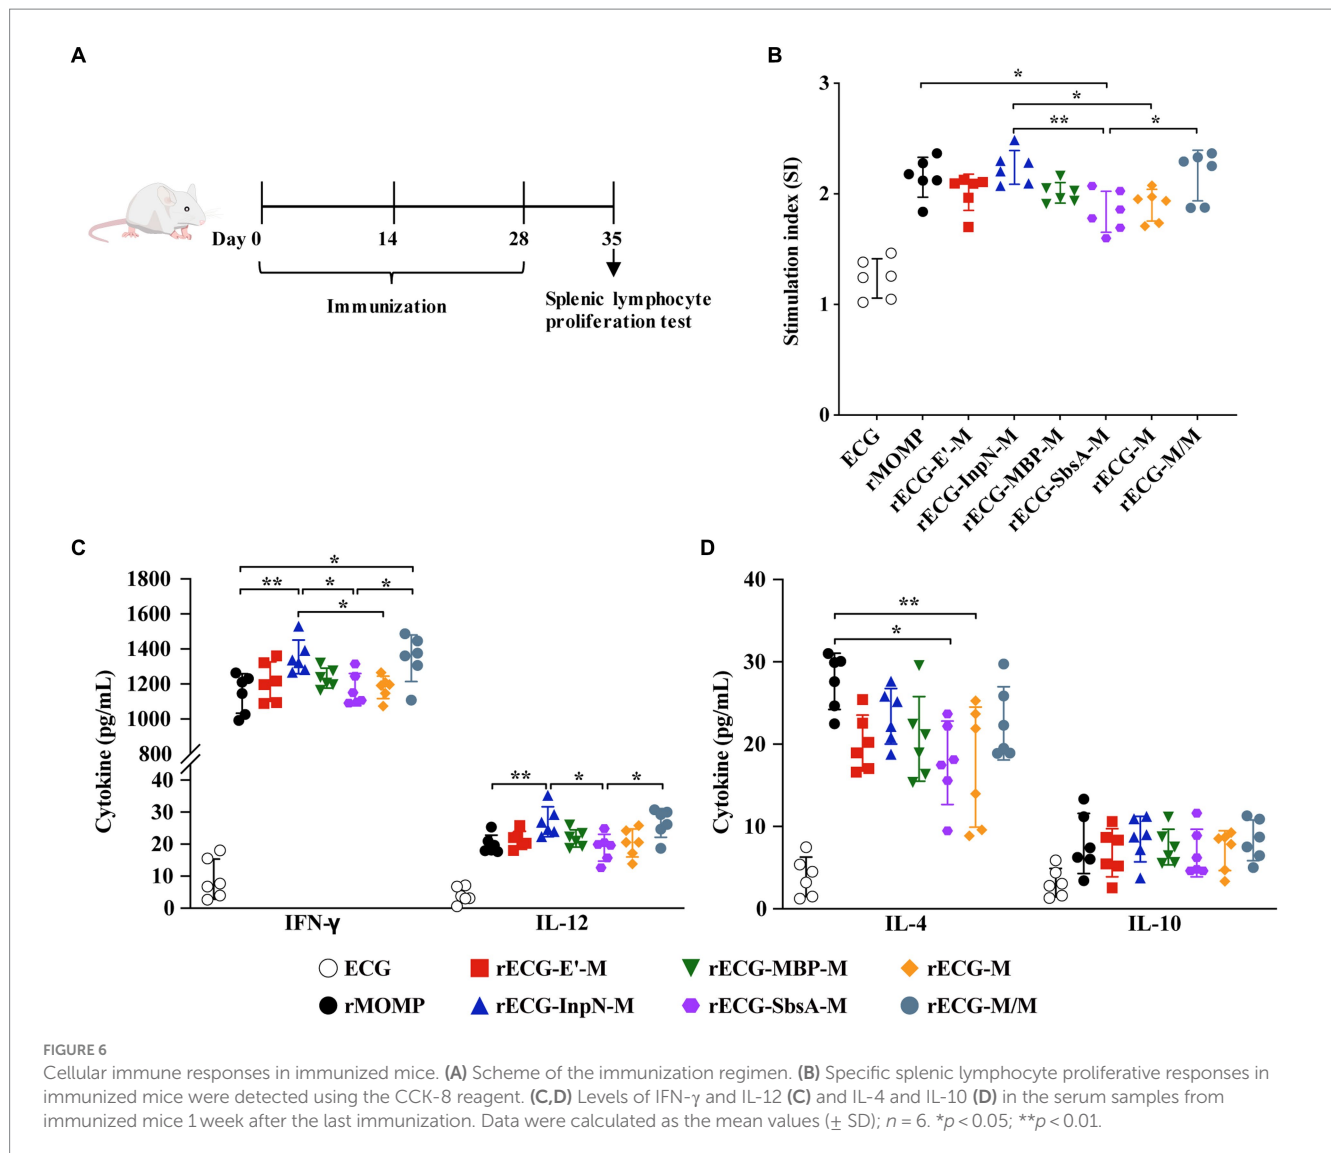 A
Day 0
14
28
35
Immunization
Splenic lymphocyte
proliferation test
B
Stimulation index (SI)
3
2
1
0
*
*
**
*
ECG
rMOMP
rECG-E'-M
rECG-InpN-M
rECG-MBP-M
rECG-SbsA-M
rECG-M
rECG-M/M
C
Cytokine (pg/mL)
1800
1600
1400
1200
1000
800
40
30
20
10
0
*
**
*
*
*
**
*
*
IFN-γ
IL-12
D
Cytokine (pg/mL)
40
30
20
10
0
**
*
IL-4
IL-10
ECG
rECG-E'-M
rECG-MBP-M
rECG-M
rMOMP
rECG-InpN-M
rECG-SbsA-M
rECG-M/M
FIGURE 6
Cellular immune responses in immunized mice. (A) Scheme of the immunization regimen. (B) Specific splenic lymphocyte proliferative responses in
immunized mice were detected using the CCK-8 reagent. (C,D) Levels of IFN-γ and IL-12 (C) and IL-4 and IL-10 (D) in the serum samples from
immunized mice 1 week after the last immunization. Data were calculated as the mean values (± SD); n = 6. *p < 0.05; **p < 0.01.